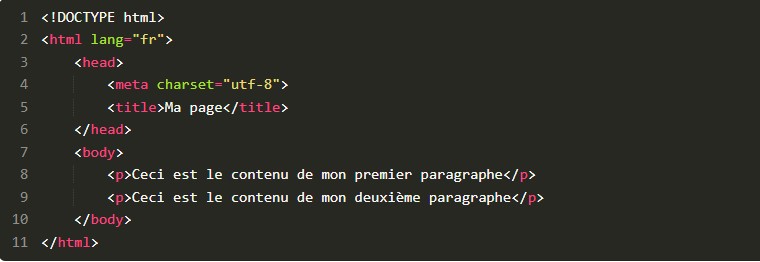 1 <!DOCTYPE html>
2 <html lang="fr">
3     <head>
4         <meta charset="utf-8">
5         <title>Ma page</title>
6     </head>
7     <body>
8         <p>Ceci est le contenu de mon premier paragraphe</p>
9         <p>Ceci est le contenu de mon deuxième paragraphe</p>
10     </body>
11 </html>